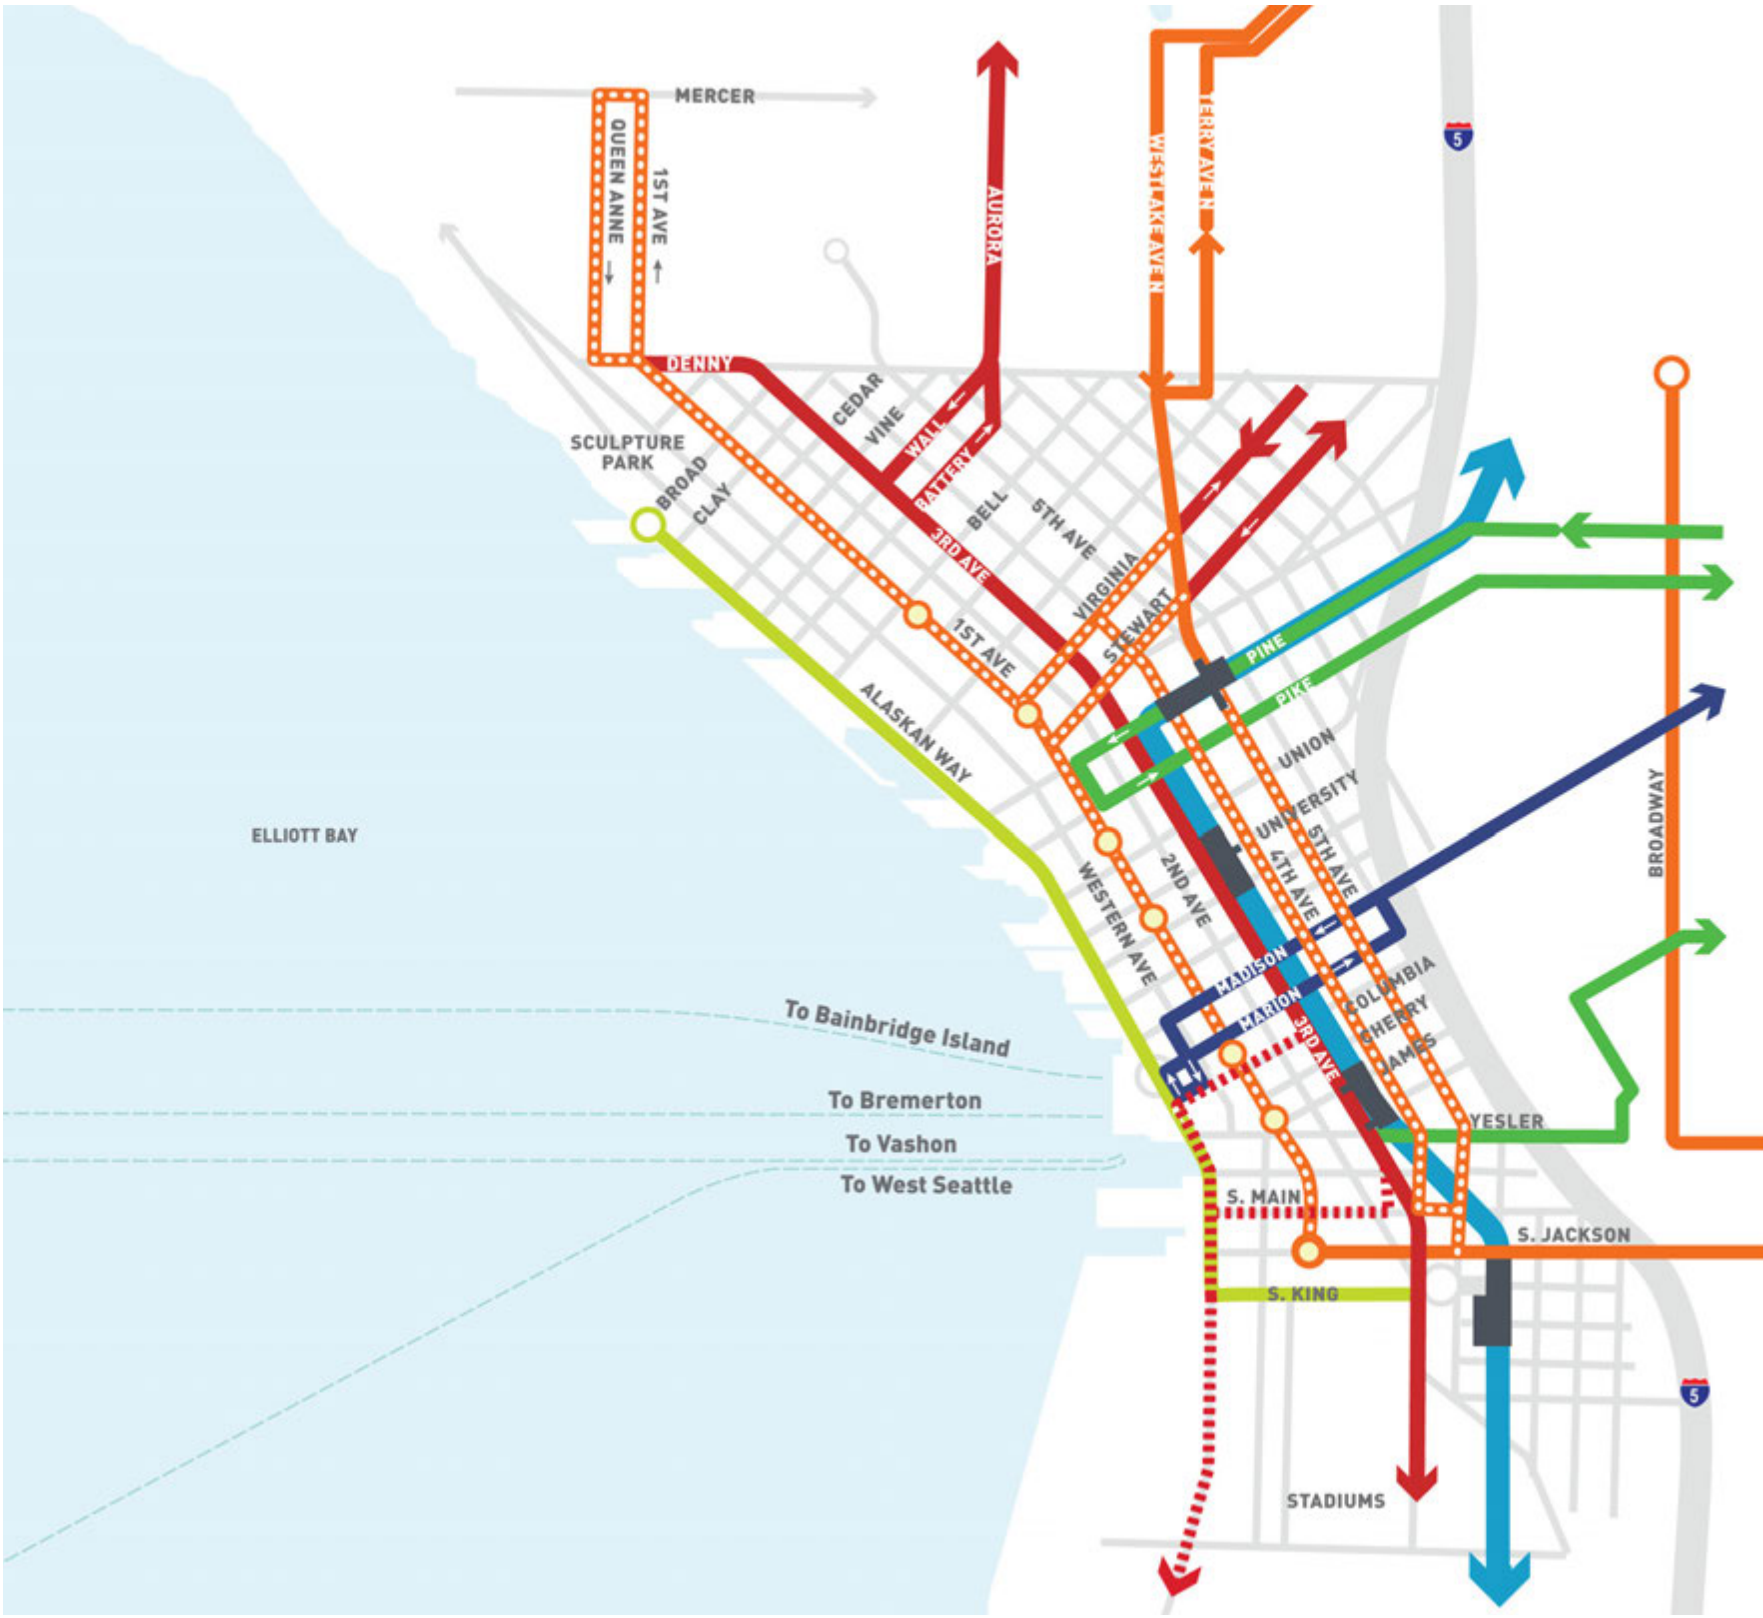 MERCER
QUEEN ANNE
1ST AVE
AURORA
WESTLAKE AVE N
TERRY AVE N
5
DENNY
CEDAR
VINE
WALL
BATTERY
SCULPTURE
PARK
BROAD
CLAY
BELL
5TH AVE
3RD AVE
VIRGINIA
STEWART
1ST AVE
PINE
PIKE
ALASKAN WAY
UNION
UNIVERSITY
BROADWAY
ELLIOTT BAY
2ND AVE
4TH AVE
5TH AVE
WESTERN AVE
MADISON
MARION
COLUMBIA
CHERRY
JAMES
3RD AVE
To Bainbridge Island
To Bremerton
To Vashon
To West Seattle
YESLER
S. MAIN
S. JACKSON
S. KING
5
STADIUMS